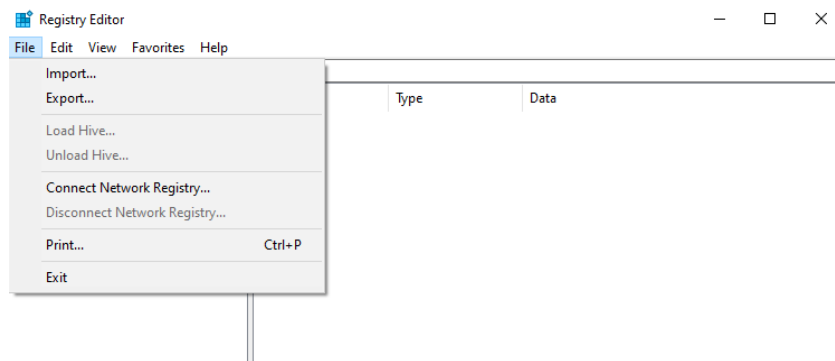 Registry Editor
File Edit View Favorites Help
Import...
Export...
Type Data
Load Hive...
Unload Hive...
Connect Network Registry...
Disconnect Network Registry...
Print... Ctrl+P
Exit